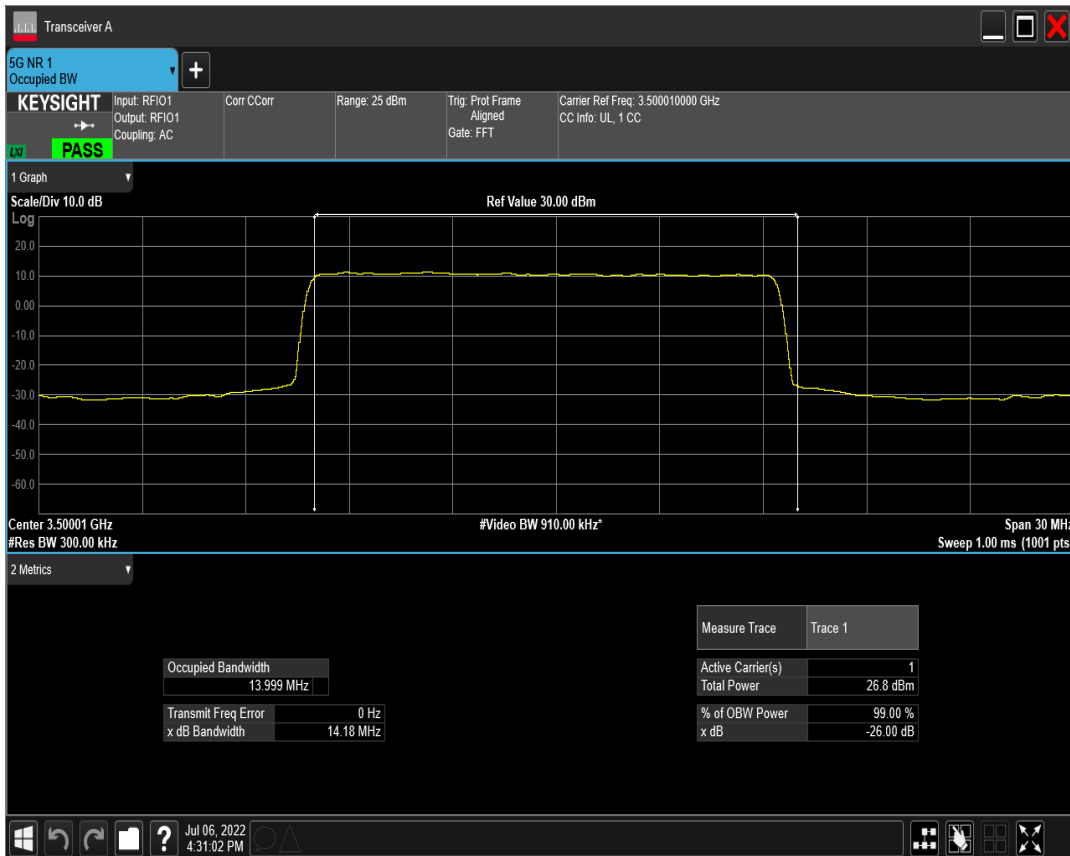 Transceiver A
5G NR 1
Occupied BW
KEYSIGHT
LXI
PASS
Input: RFIO1
Output: RFIO1
Coupling: AC
Corr CCorr
Range: 25 dBm
Trig: Prot Frame
Aligned
Gate: FFT
Carrier Ref Freq: 3.500010000 GHz
CC Info: UL, 1 CC
1 Graph
Scale/Div 10.0 dB
Ref Value 30.00 dBm
Log
20.0
10.0
0.00
-10.0
-20.0
-30.0
-40.0
-50.0
-60.0
Center 3.50001 GHz
#Video BW 910.00 kHz*
Span 30 MHz
#Res BW 300.00 kHz
Sweep 1.00 ms (1001 pts
2 Metrics
Measure Trace Trace 1
Occupied Bandwidth
13.999 MHz
Active Carrier(s) 1
Total Power 26.8 dBm
Transmit Freq Error 0 Hz
x dB Bandwidth 14.18 MHz
% of OBW Power 99.00 %
x dB -26.00 dB
?
Jul 06, 2022
4:31:02 PM